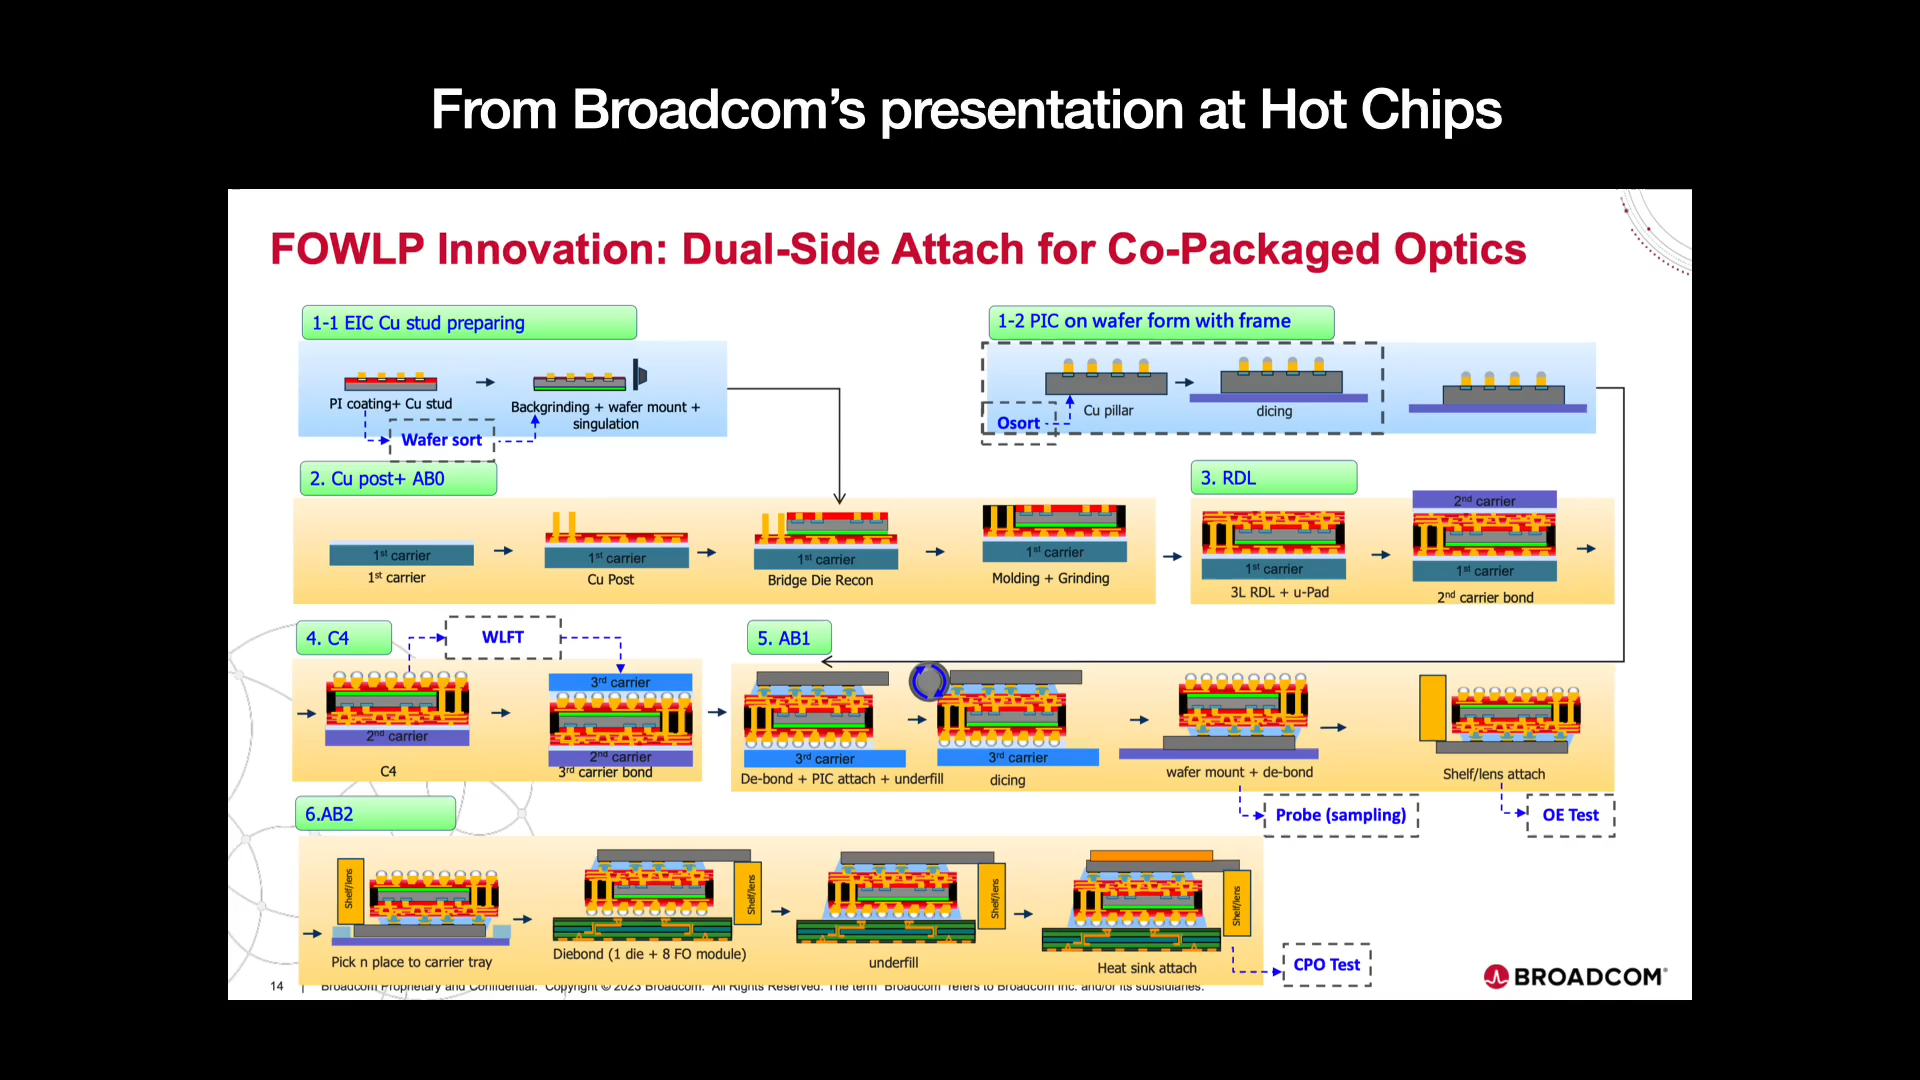 From Broadcom’s presentation at Hot Chips
FOWLP Innovation: Dual-Side Attach for Co-Packaged Optics
1-1 EIC Cu stud preparing
PI coating+ Cu stud
Backgrinding + wafer mount +
singulation
Wafer sort
1-2 PIC on wafer form with frame
Cu pillar
dicing
Osort
2. Cu post+ AB0
1st carrier
1st carrier
1st carrier
Cu Post
1st carrier
Bridge Die Recon
1st carrier
Molding + Grinding
3. RDL
1st carrier
3L RDL + u-Pad
2nd carrier
1st carrier
2nd carrier bond
4. C4
WLFT
2nd carrier
C4
3rd carrier
2nd carrier
3rd carrier bond
5. AB1
3rd carrier
De-bond + PIC attach + underfill
3rd carrier
dicing
wafer mount + de-bond
Shelf/lens attach
Probe (sampling)
OE Test
6.AB2
Shelf/lens
Pick n place to carrier tray
Shelf/lens
Diebond (1 die + 8 FO module)
Shelf/lens
underfill
Shelf/lens
Heat sink attach
CPO Test
14 | Broadcom Proprietary and Confidential. Copyright © 2023 Broadcom. All Rights Reserved. The term “Broadcom” refers to Broadcom Inc. and/or its subsidiaries.
BROADCOM®